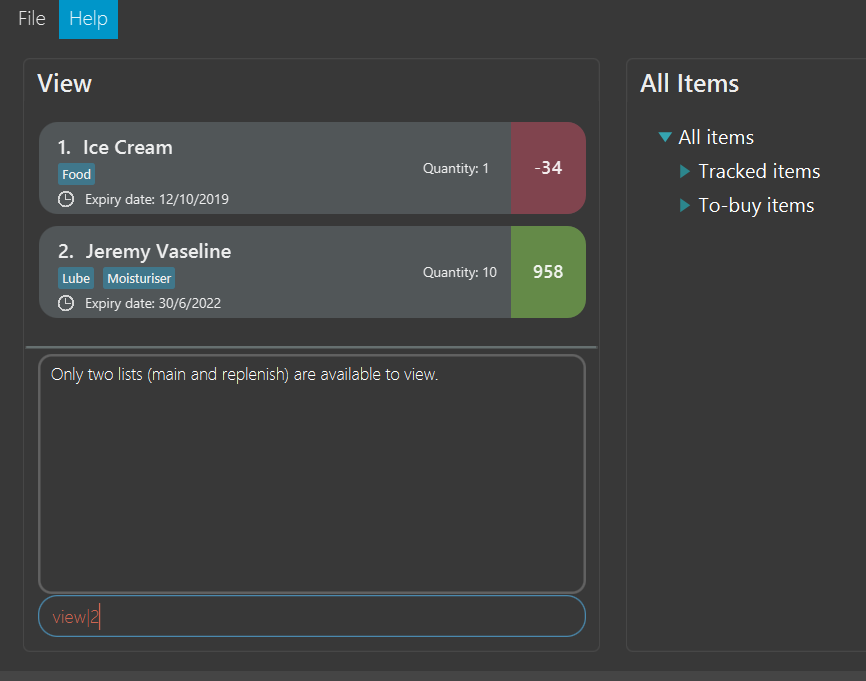 File Help
View
1. Ice Cream
Food
Quantity: 1
-34
Expiry date: 12/10/2019
2. Jeremy Vaseline
Lube Moisturiser
Quantity: 10
958
Expiry date: 30/6/2022
Only two lists (main and replenish) are available to view.
view|2
All Items
All items
Tracked items
To-buy items